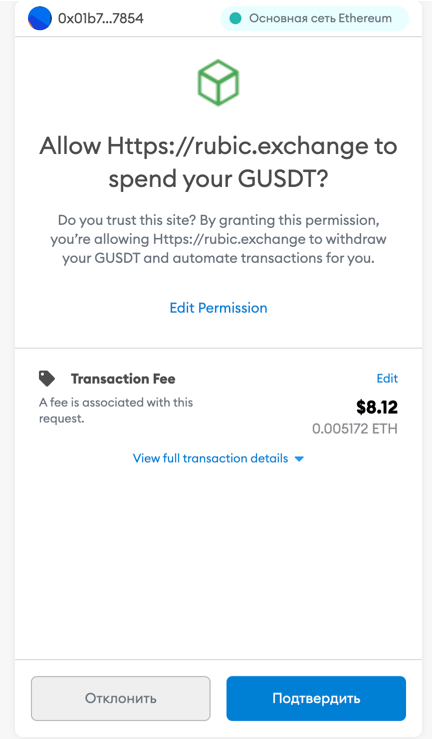 0x01b7...7854
Основная сеть Ethereum
Allow Https://rubic.exchange to
spend your GUSDT?
Do you trust this site? By granting this permission,
you're allowing Https://rubic.exchange to withdraw
your GUSDT and automate transactions for you.
Edit Permission
Transaction Fee
Edit
A fee is associated with this
request.
$8.12
0.005172 ETH
View full transaction details
Отклонить
Подтвердить